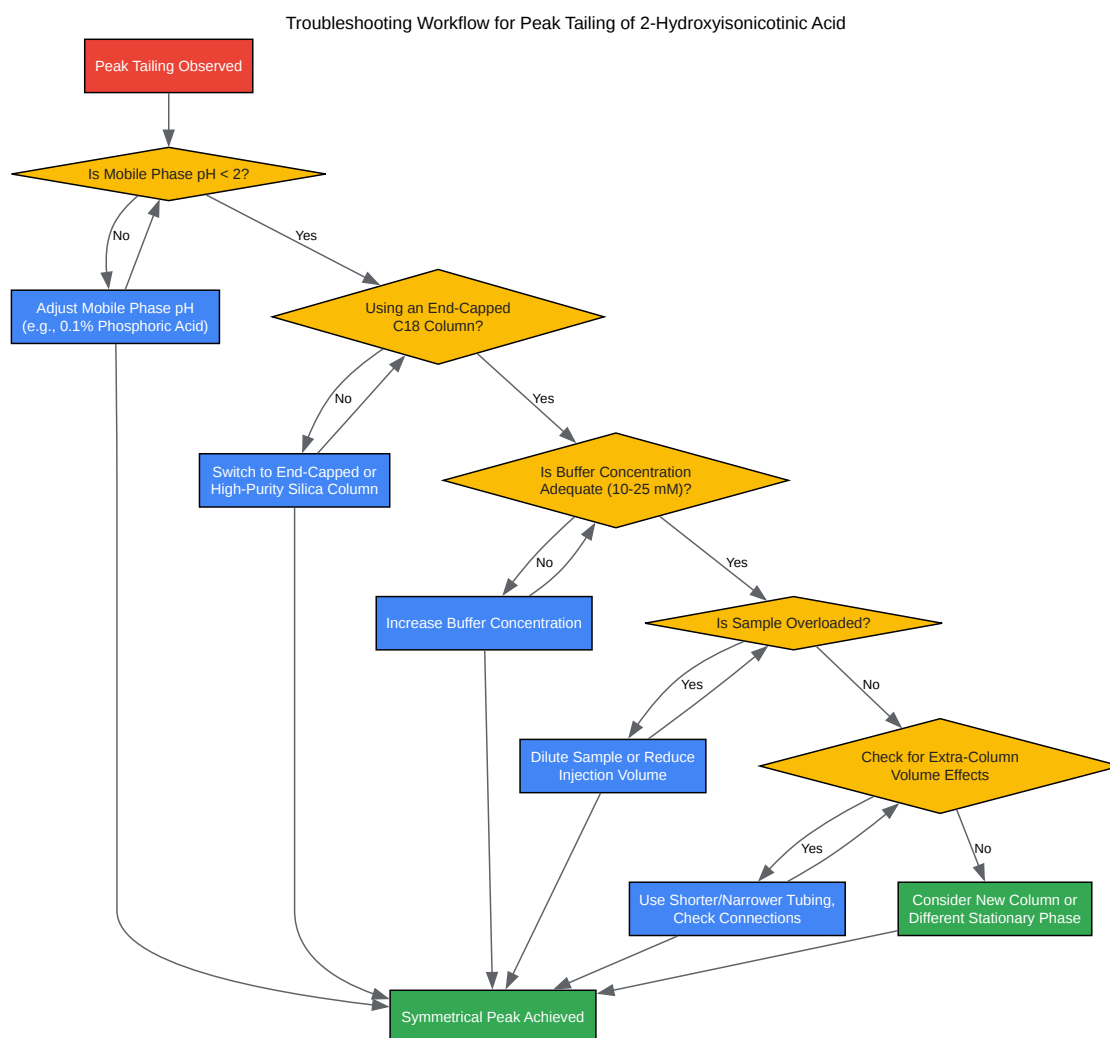 Troubleshooting Workflow for Peak Tailing of 2-Hydroxyisonicotinic Acid
Peak Tailing Observed
Is Mobile Phase pH < 2?
No
Yes
Adjust Mobile Phase pH
(e.g., 0.1% Phosphoric Acid)
Using an End-Capped
C18 Column?
No
Yes
Switch to End-Capped or
High-Purity Silica Column
Is Buffer Concentration
Adequate (10-25 mM)?
No
Yes
Increase Buffer Concentration
Is Sample Overloaded?
Yes
No
Dilute Sample or Reduce
Injection Volume
Check for Extra-Column
Volume Effects
Yes
No
Use Shorter/Narrower Tubing,
Check Connections
Consider New Column or
Different Stationary Phase
Symmetrical Peak Achieved